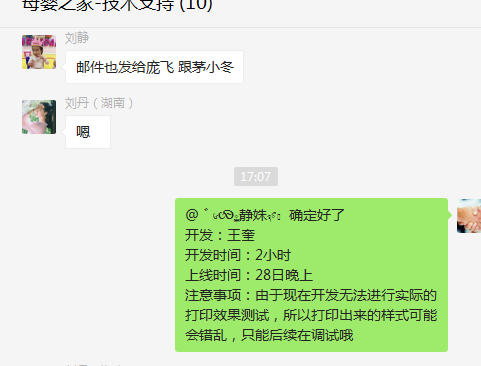 母婴之家-技术支持 (10)
刘静
邮件也发给庞飞 跟茅小冬
刘丹（湖南）
嗯
17:07
静姝 确定好了
开发：王奎
开发时间：2小时
上线时间：28日晚上
注意事项：由于现在开发无法进行实际的
打印效果测试，所以打印出来的样式可能
会错乱，只能后续在调试哦